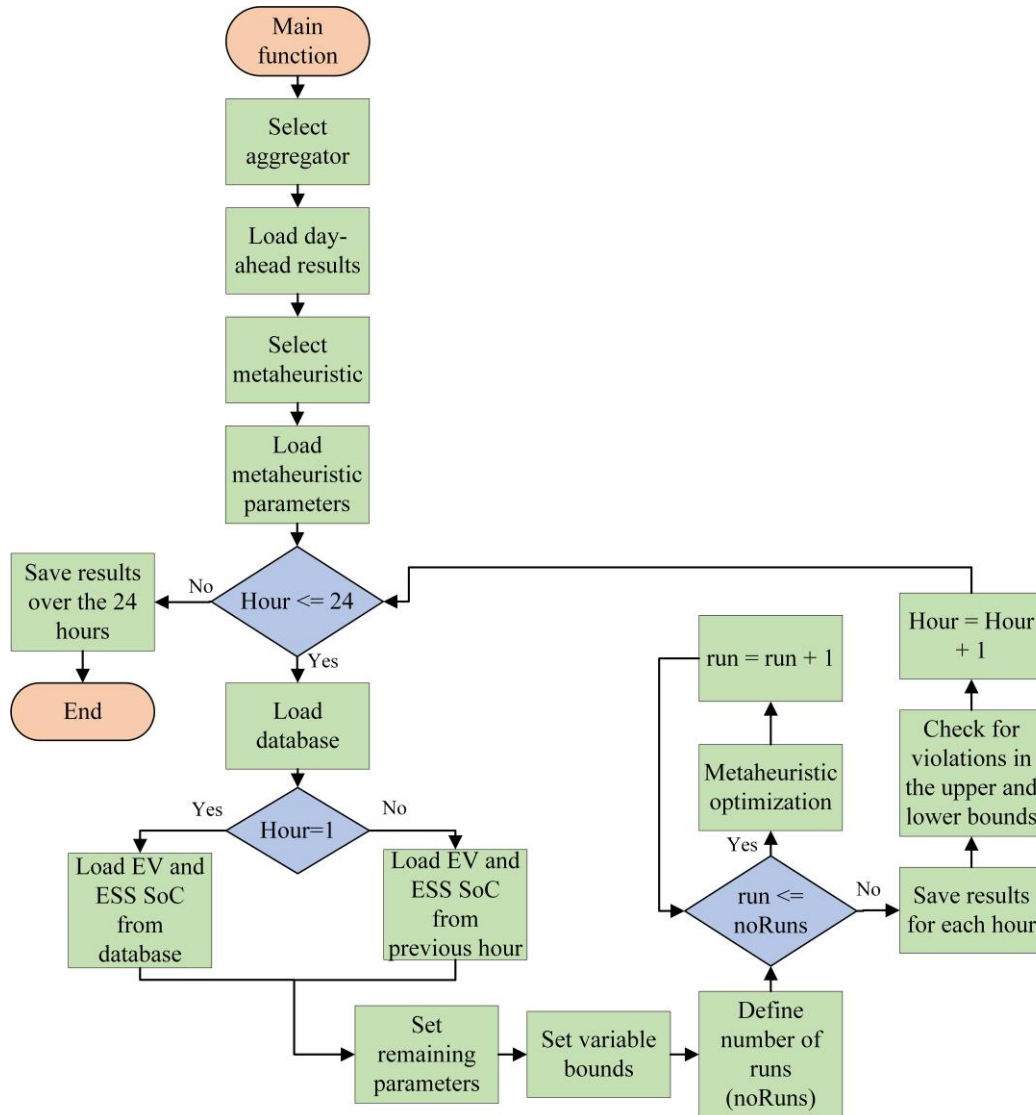 Main
function
Select
aggregator
Load day-
ahead results
Select
metaheuristic
Load
metaheuristic
parameters
Hour <= 24
No
Save results
over the 24
hours
End
Yes
Load
database
Hour=1
Yes
Load EV and
ESS SoC
from
database
No
Load EV and
ESS SoC
from
previous hour
Set
remaining
parameters
Set variable
bounds
Define
number of
runs
(noRuns)
run <=
noRuns
Yes
Metaheuristic
optimization
run = run + 1
No
Save results
for each hour
Check for
violations in
the upper and
lower bounds
Hour = Hour
+ 1